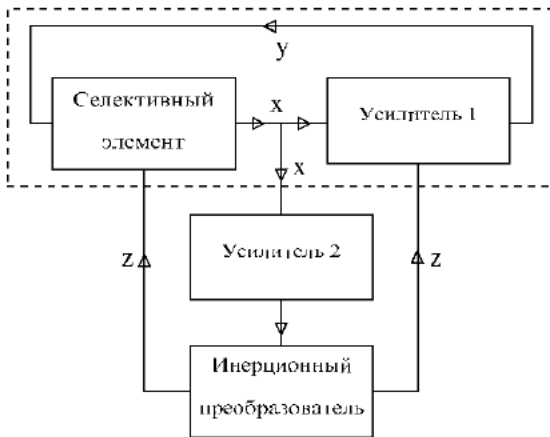 y
Селективный
элемент
x
Усилитель 1
x
Усилитель 2
z
z
Инерционный
преобразователь